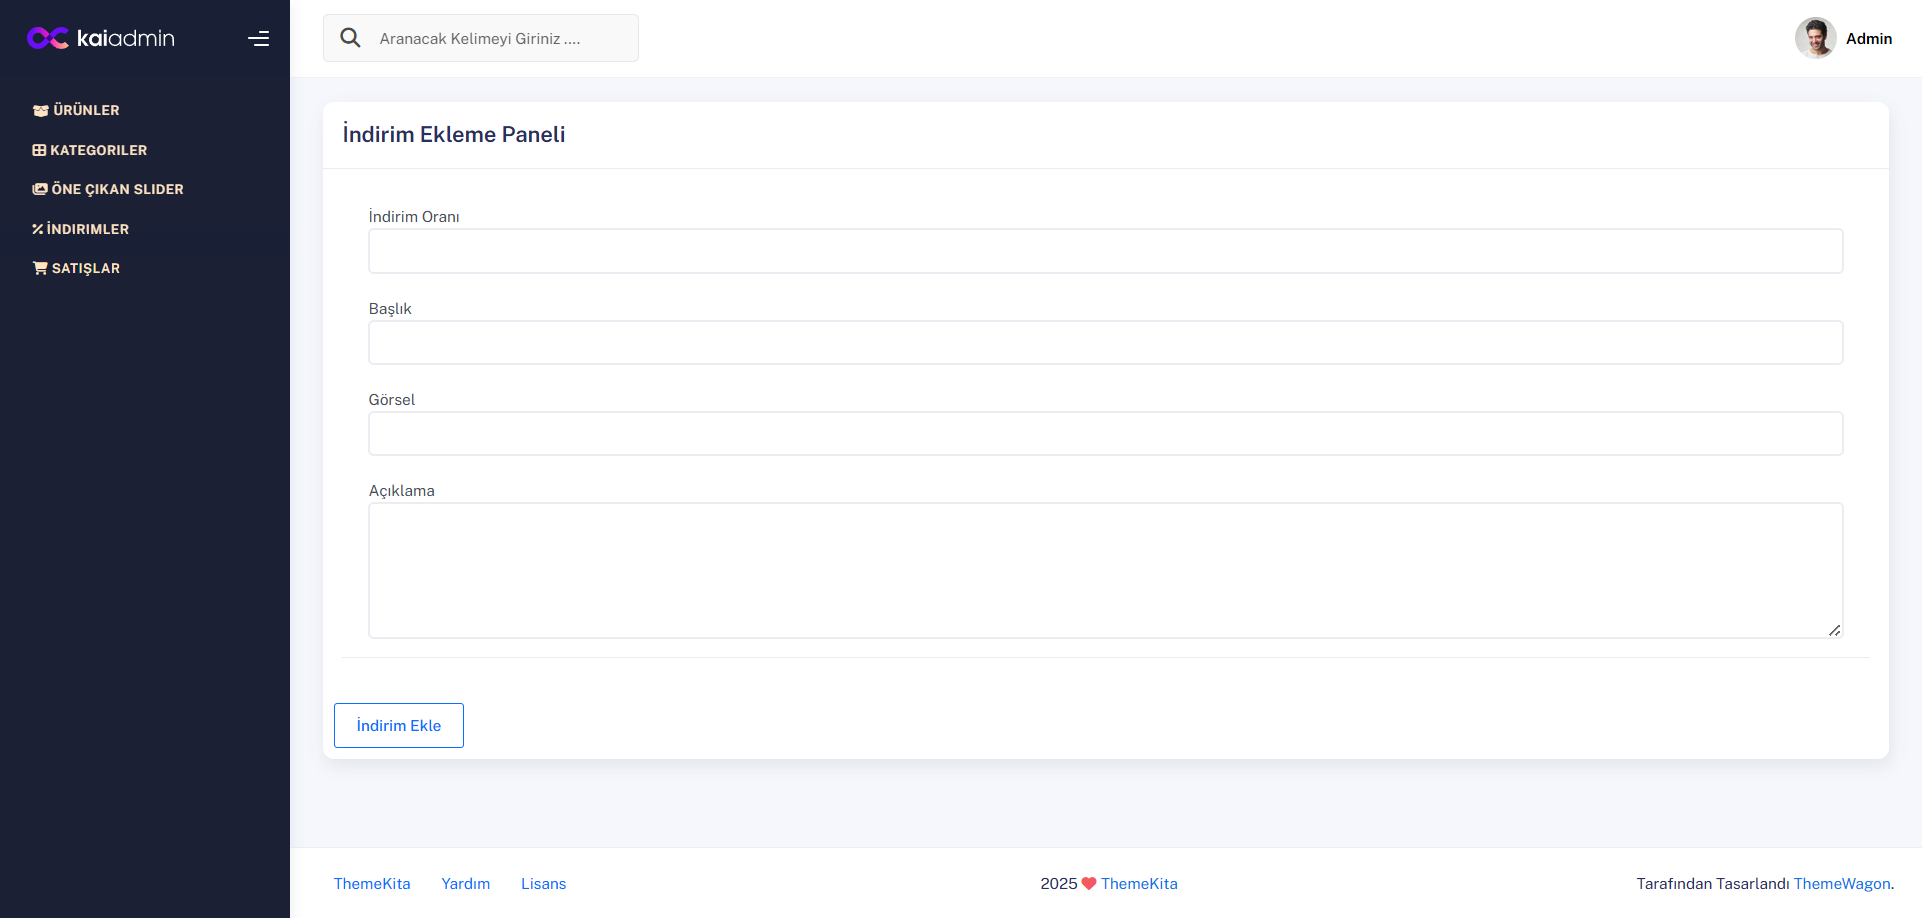 kaiadmin
Aranacak Kelimeyi Giriniz ....
Admin
ÜRÜNLER
KATEGORILER
ÖNE ÇIKAN SLIDER
İNDIRIMLER
SATIŞLAR
İndirim Ekleme Paneli
İndirim Oranı
Başlık
Görsel
Açıklama
İndirim Ekle
ThemeKita Yardım Lisans
2025 ThemeKita
Tarafından Tasarlandı ThemeWagon.